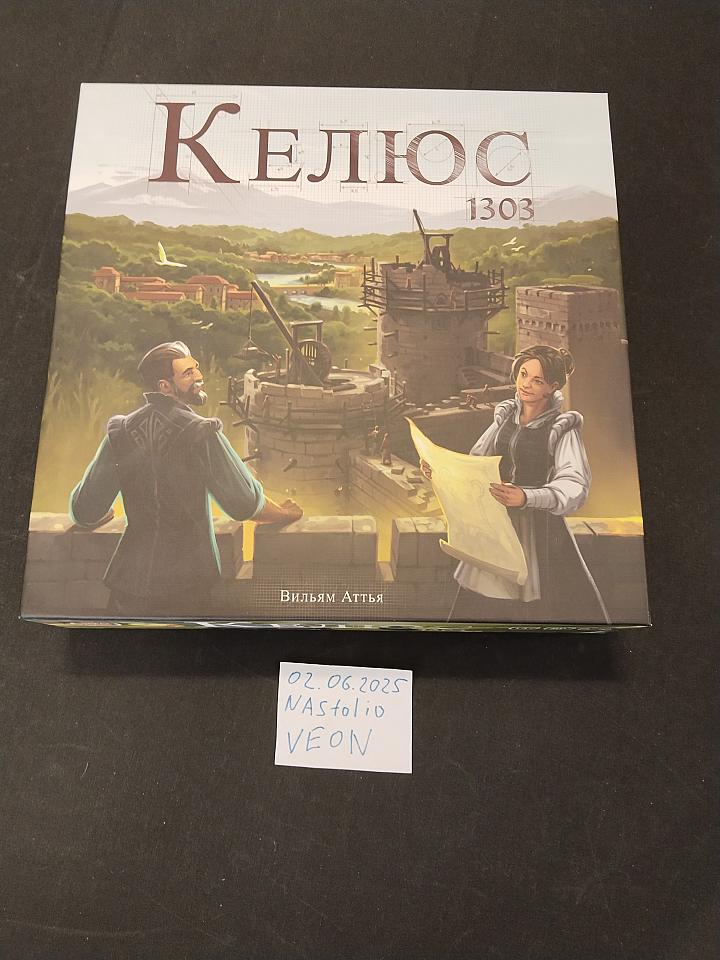 Келюс
1303
Вильям Аттья
02.06.2025
NAStolio
VEON